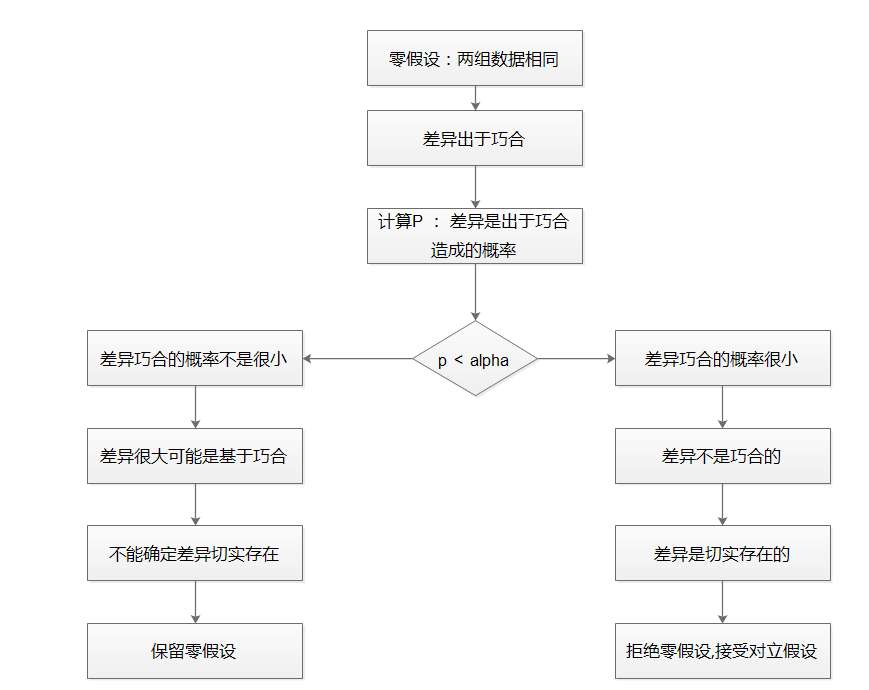 零假设：两组数据相同
差异出于巧合
计算P ： 差异是出于巧合
造成的概率
p < alpha
差异巧合的概率不是很小
差异很大可能是基于巧合
不能确定差异切实存在
保留零假设
差异巧合的概率很小
差异不是巧合的
差异是切实存在的
拒绝零假设,接受对立假设